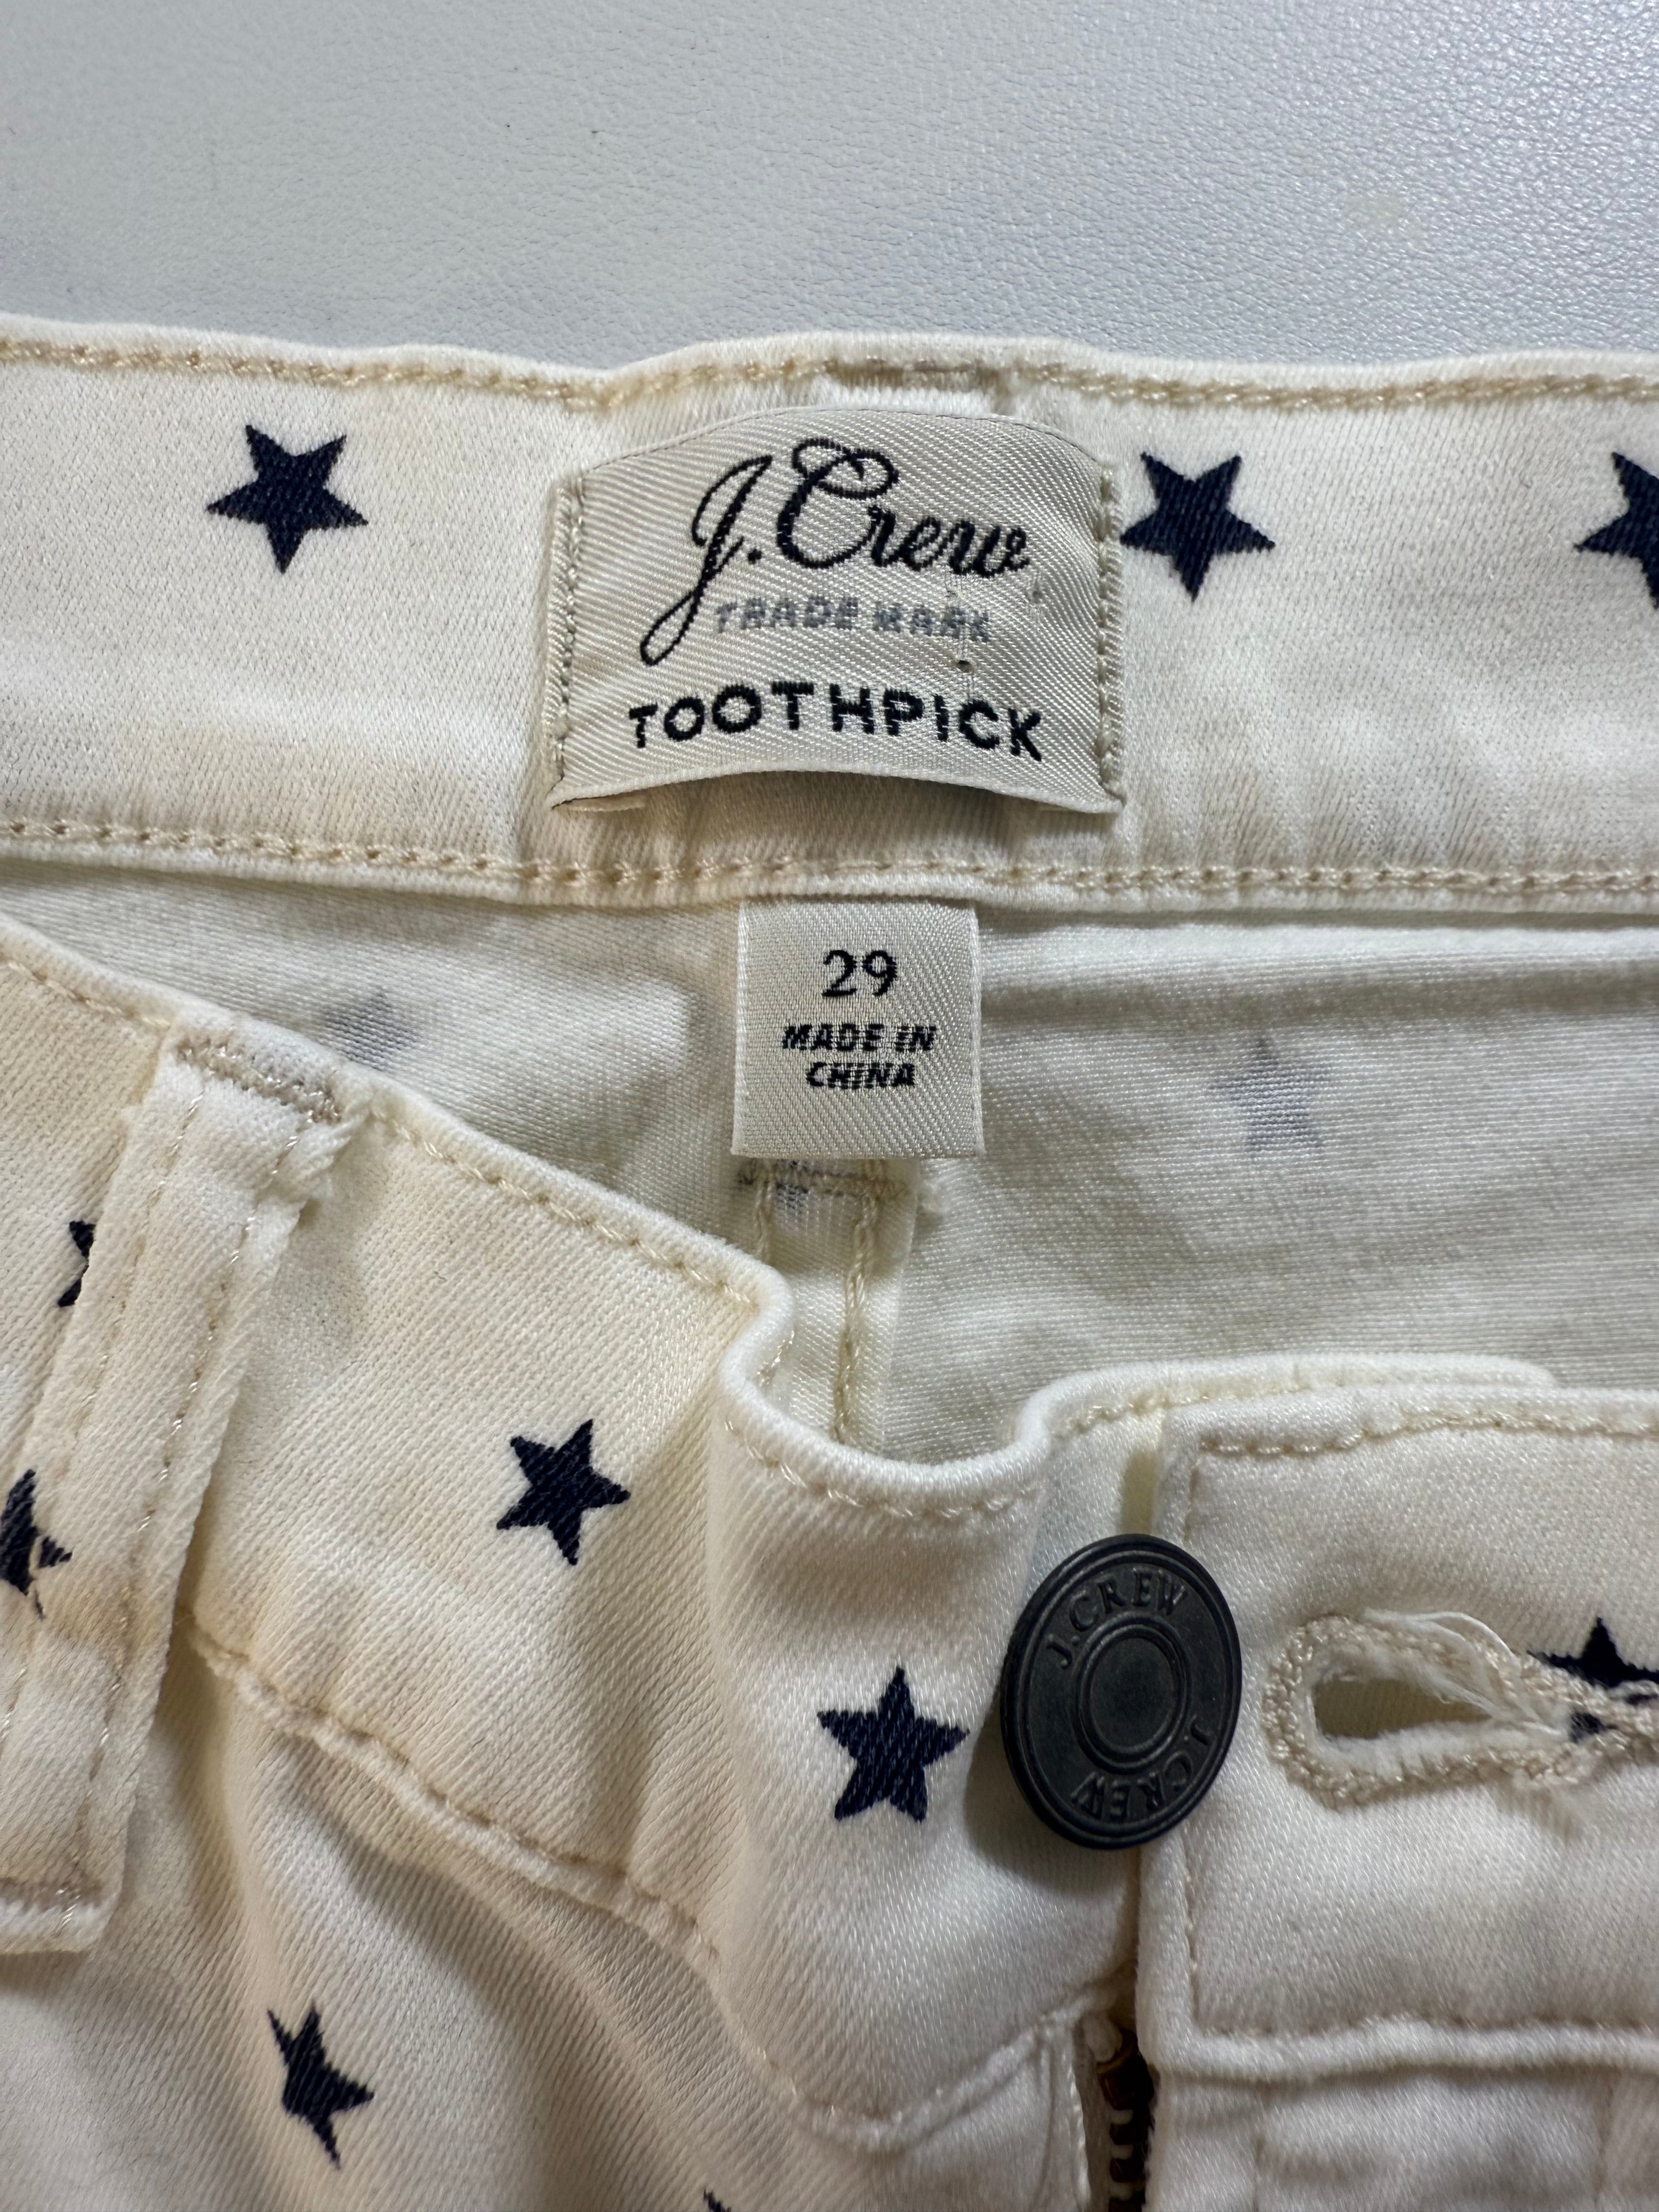 J.Crew
TRADE MARK
TOOTHPICK
29
MADE IN
CHINA
J.CREW
J.CREW